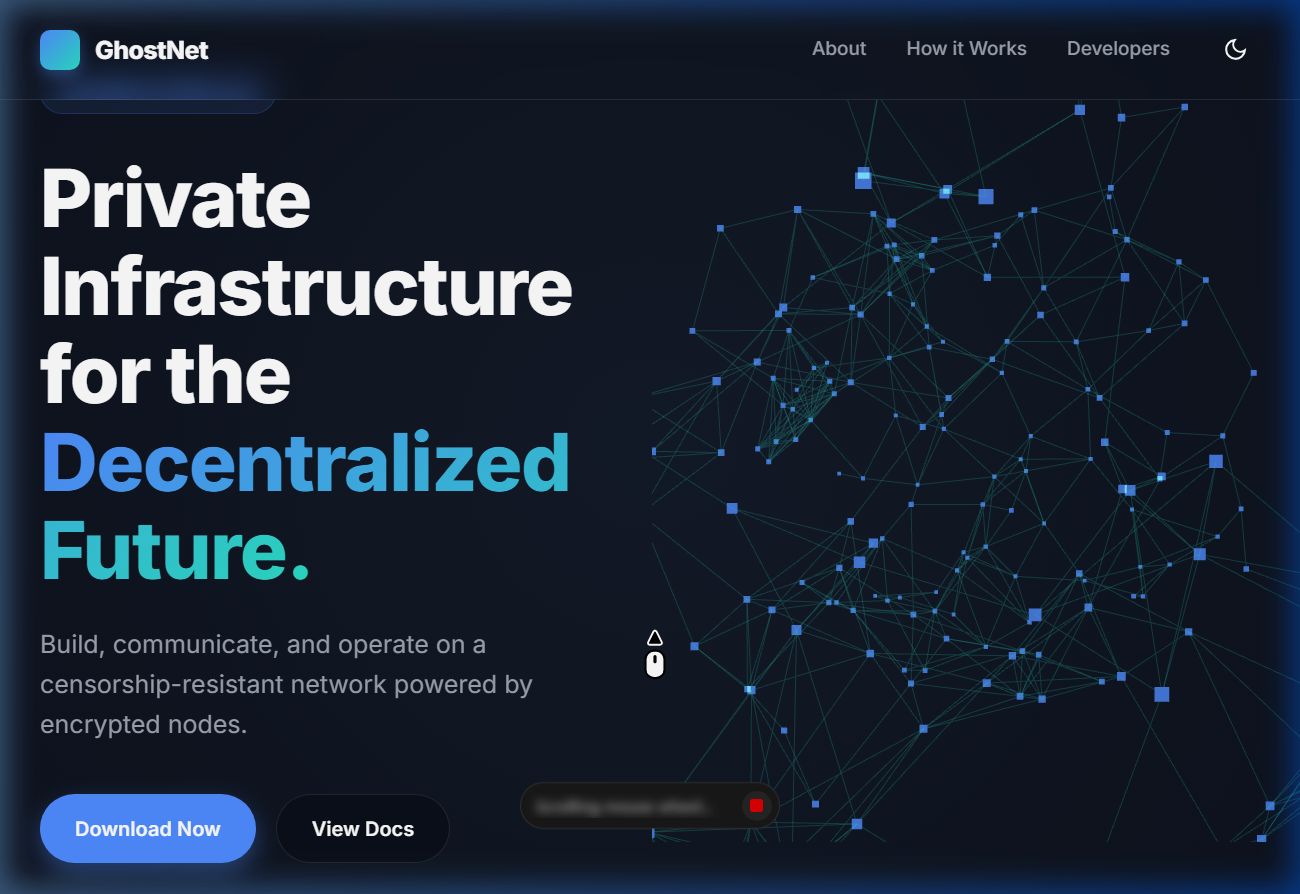 GhostNet
About
How it Works
Developers
Private
Infrastructure
for the
Decentralized
Future.
Build, communicate, and operate on a
censorship-resistant network powered by
encrypted nodes.
Download Now
View Docs